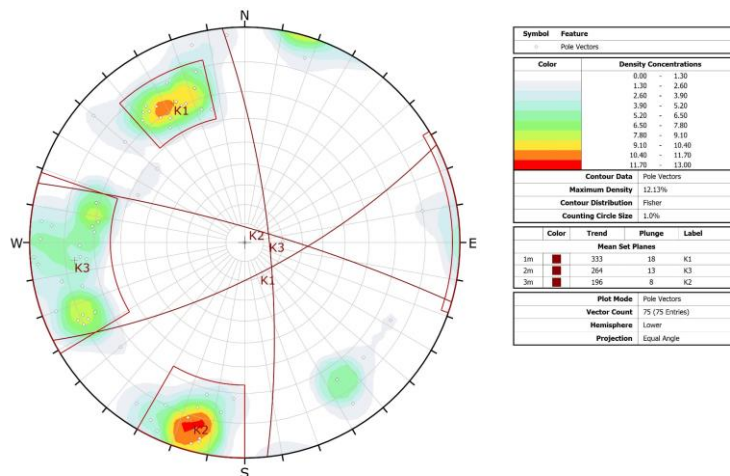 N
K1
W
K3
K2
K3
E
K1
K2
S
Symbol Feature
Pole Vectors
Color Density Concentrations
0.00 - 1.30
1.30 - 2.60
2.60 - 3.90
3.90 - 5.20
5.20 - 6.50
6.50 - 7.80
7.80 - 9.10
9.10 - 10.40
10.40 - 11.70
11.70 - 13.00
Contour Data Pole Vectors
Maximum Density 12.13%
Contour Distribution Fisher
Counting Circle Size 1.0%
Color Trend Plunge Label
Mean Set Planes
1m 333 18 K1
2m 264 13 K3
3m 196 8 K2
Plot Mode Pole Vectors
Vector Count 75 (75 Entries)
Hemisphere Lower
Projection Equal Angle